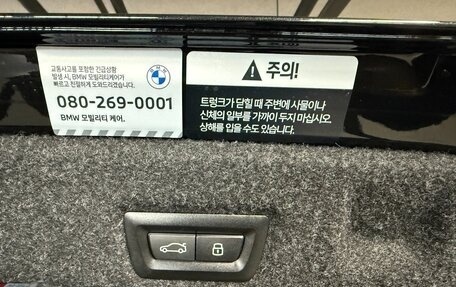 교통사고를 포함한 긴급상황
발생 시, BMW 모빌리티케어가
빠르고 친절하게 도와드리겠습니다.
080-269-0001
BMW 모빌리티 케어.
주의!
트렁크가 닫힐 때 주변에 사물이나
신체의 일부를 가까이 두지 마십시오.
상해를 입을 수도 있습니다.